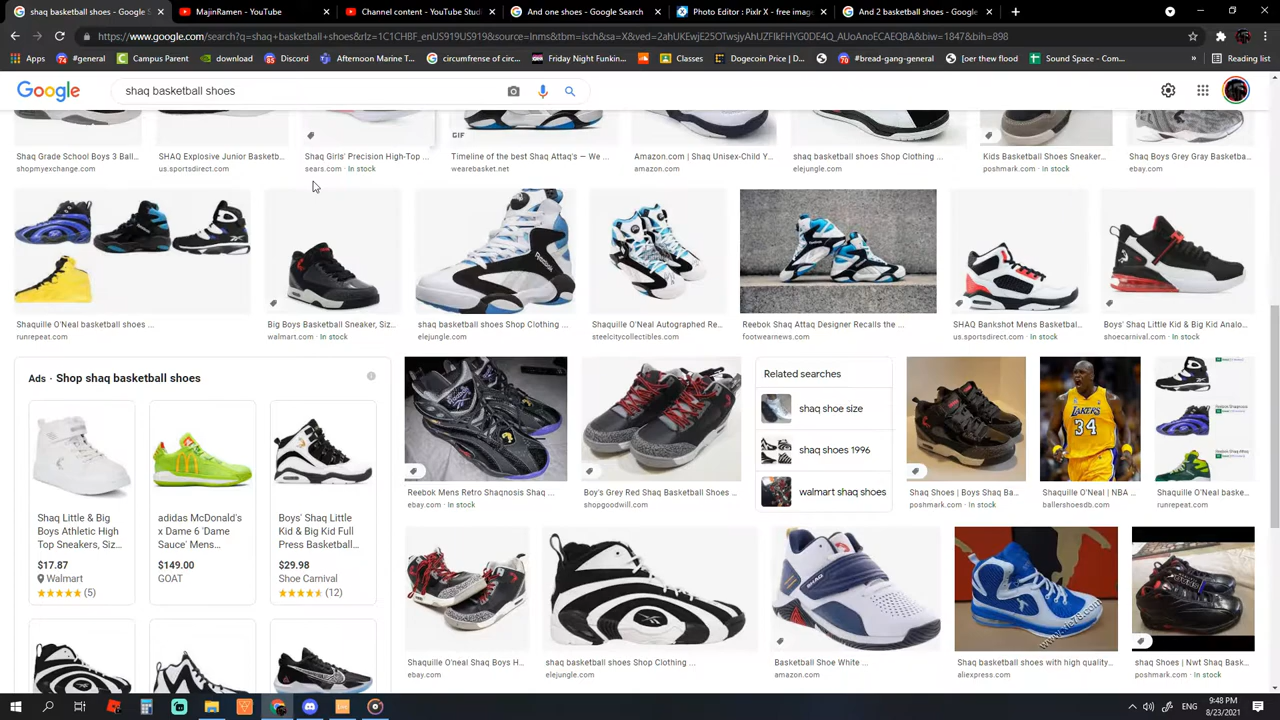 shaq basketball shoes - Google S
MainRamen - YouTube
Channel content - YouTube Studi
And one shoes - Google Search
Photo editor : Pixlr X - free imag
And 2 basketball shoes - Google
https://www.google.com/search?q=shaq+basketball+shoes&rlz=1C1CHBF_enUS919US919&source=lnms&tbm=isch&sa=X&ved=2ahUKEwjE25OTwsjyAhUZFlkFHYG0DE4Q_AUoAnoECAEQBA&biw=1847&bih=898
Apps
#general
Campus Parent
download
Discord
Afternoon Marine T...
circumfrence of circ...
Friday Night Funkin...
Classes
Dogecoin Price | D...
#bread-gang-general
[oer they flood
Sound Space - Com...
Reading list
Google
shaq basketball shoes
GIF
Shaq Grade School Boys 3 Ball...
shopmyexchange.com
SHAQ Explosive Junior Basketb...
us.sportsdirect.com
Shaq Girls' Precision High-Top ...
sears.com · In stock
Timeline of the best Shaq Attaq's — We ...
wearebasket.net
Amazon.com | Shaq Unisex-Child Y...
amazon.com
shaq basketball shoes Shop Clothing ...
elejungle.com
Kids Basketball Shoes Sneaker...
poshmark.com · In stock
Shaq Boys Grey Gray Basketba...
ebay.com
Shaquille O'Neal basketball shoes ...
runrepeat.com
Big Boys Basketball Sneaker, Siz...
walmart.com · In stock
shaq basketball shoes Shop Clothing ...
elejungle.com
Shaquille O'Neal Autographed Re...
steelcitycollectibles.com
Reebok Shaq Attaq Designer Recalls the ...
footwearnews.com
SHAQ Bankshot Mens Basketbal...
us.sportsdirect.com · In stock
Boys' Shaq Little Kid & Big Kid Analo...
shoecarnival.com · In stock
Ads · Shop shaq basketball shoes
Shaq Little & Big
Boys Athletic High
Top Sneakers, Siz...
$17.87
Walmart
(5)
adidas McDonald's
x Dame 6 'Dame
Sauce' Mens...
$149.00
GOAT
Boys' Shaq Little
Kid & Big Kid Full
Press Basketball...
$29.98
Shoe Carnival
(12)
Reebok Mens Retro Shaqnosis Shaq ...
ebay.com · In stock
Boy's Grey Red Shaq Basketball Shoes ...
shopgoodwill.com
Related searches
shaq shoe size
shaq shoes 1996
walmart shaq shoes
Shaq Shoes | Boys Shaq Ba...
poshmark.com · In stock
LAKERS
34
Shaquille O'Neal | NBA ...
ballershoesdb.com
Shaquille O'Neal baske...
runrepeat.com
Shaquille O'neal Shaq Boys H...
ebay.com
shaq basketball shoes Shop Clothing ...
elejungle.com
Basketball Shoe White ...
amazon.com
Shaq basketball shoes with high quality...
aliexpress.com
shaq Shoes | Nwt Shaq Bask...
poshmark.com · In stock
ENG
9:48 PM
8/23/2021